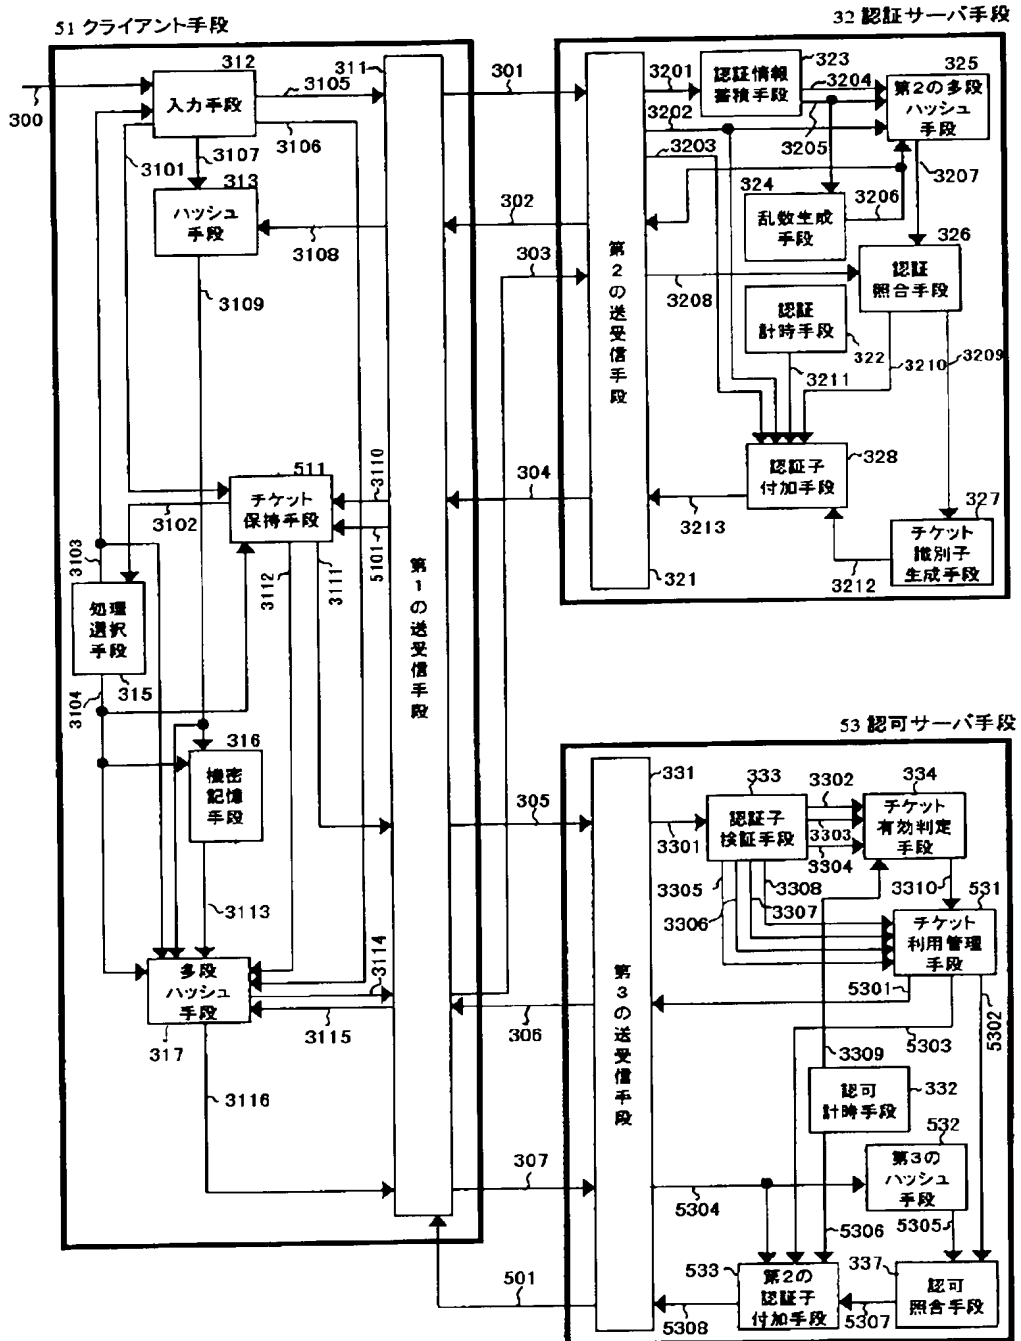 51 クライアント手段
32 認証サーバ手段
300
312
入力手段
3105
3106
3101
3107
313
ハッシュ
手段
3108
3109
311
第1の送受信手段
301
302
303
304
511
チケット
保持手段
3110
5101
3111
3112
3102
3103
処理
選択
手段
315
3104
316
機密
記憶
手段
3113
多段
ハッシュ
手段
317
3114
3115
3116
305
306
307
501
第2の送受信手段
321
3201
3202
3203
323
認証情報
蓄積手段
3204
3205
325
第2の多段
ハッシュ
手段
3207
324
乱数生成
手段
3206
326
認証
照合手段
3208
認証
計時手段
322
3211
3210
3209
認証子
付加手段
328
3213
3212
327
チケット
識別子
生成手段
53 認可サーバ手段
331
第3の送受信手段
3301
333
認証子
検証手段
3302
3303
3304
3305
3306
3307
3308
334
チケット
有効判定
手段
3310
531
チケット
利用管理
手段
5301
5302
5303
3309
認可
計時手段
332
532
第3の
ハッシュ
手段
5304
5305
5306
533
第2の
認証子
付加手段
337
認可
照合手段
5307
5308